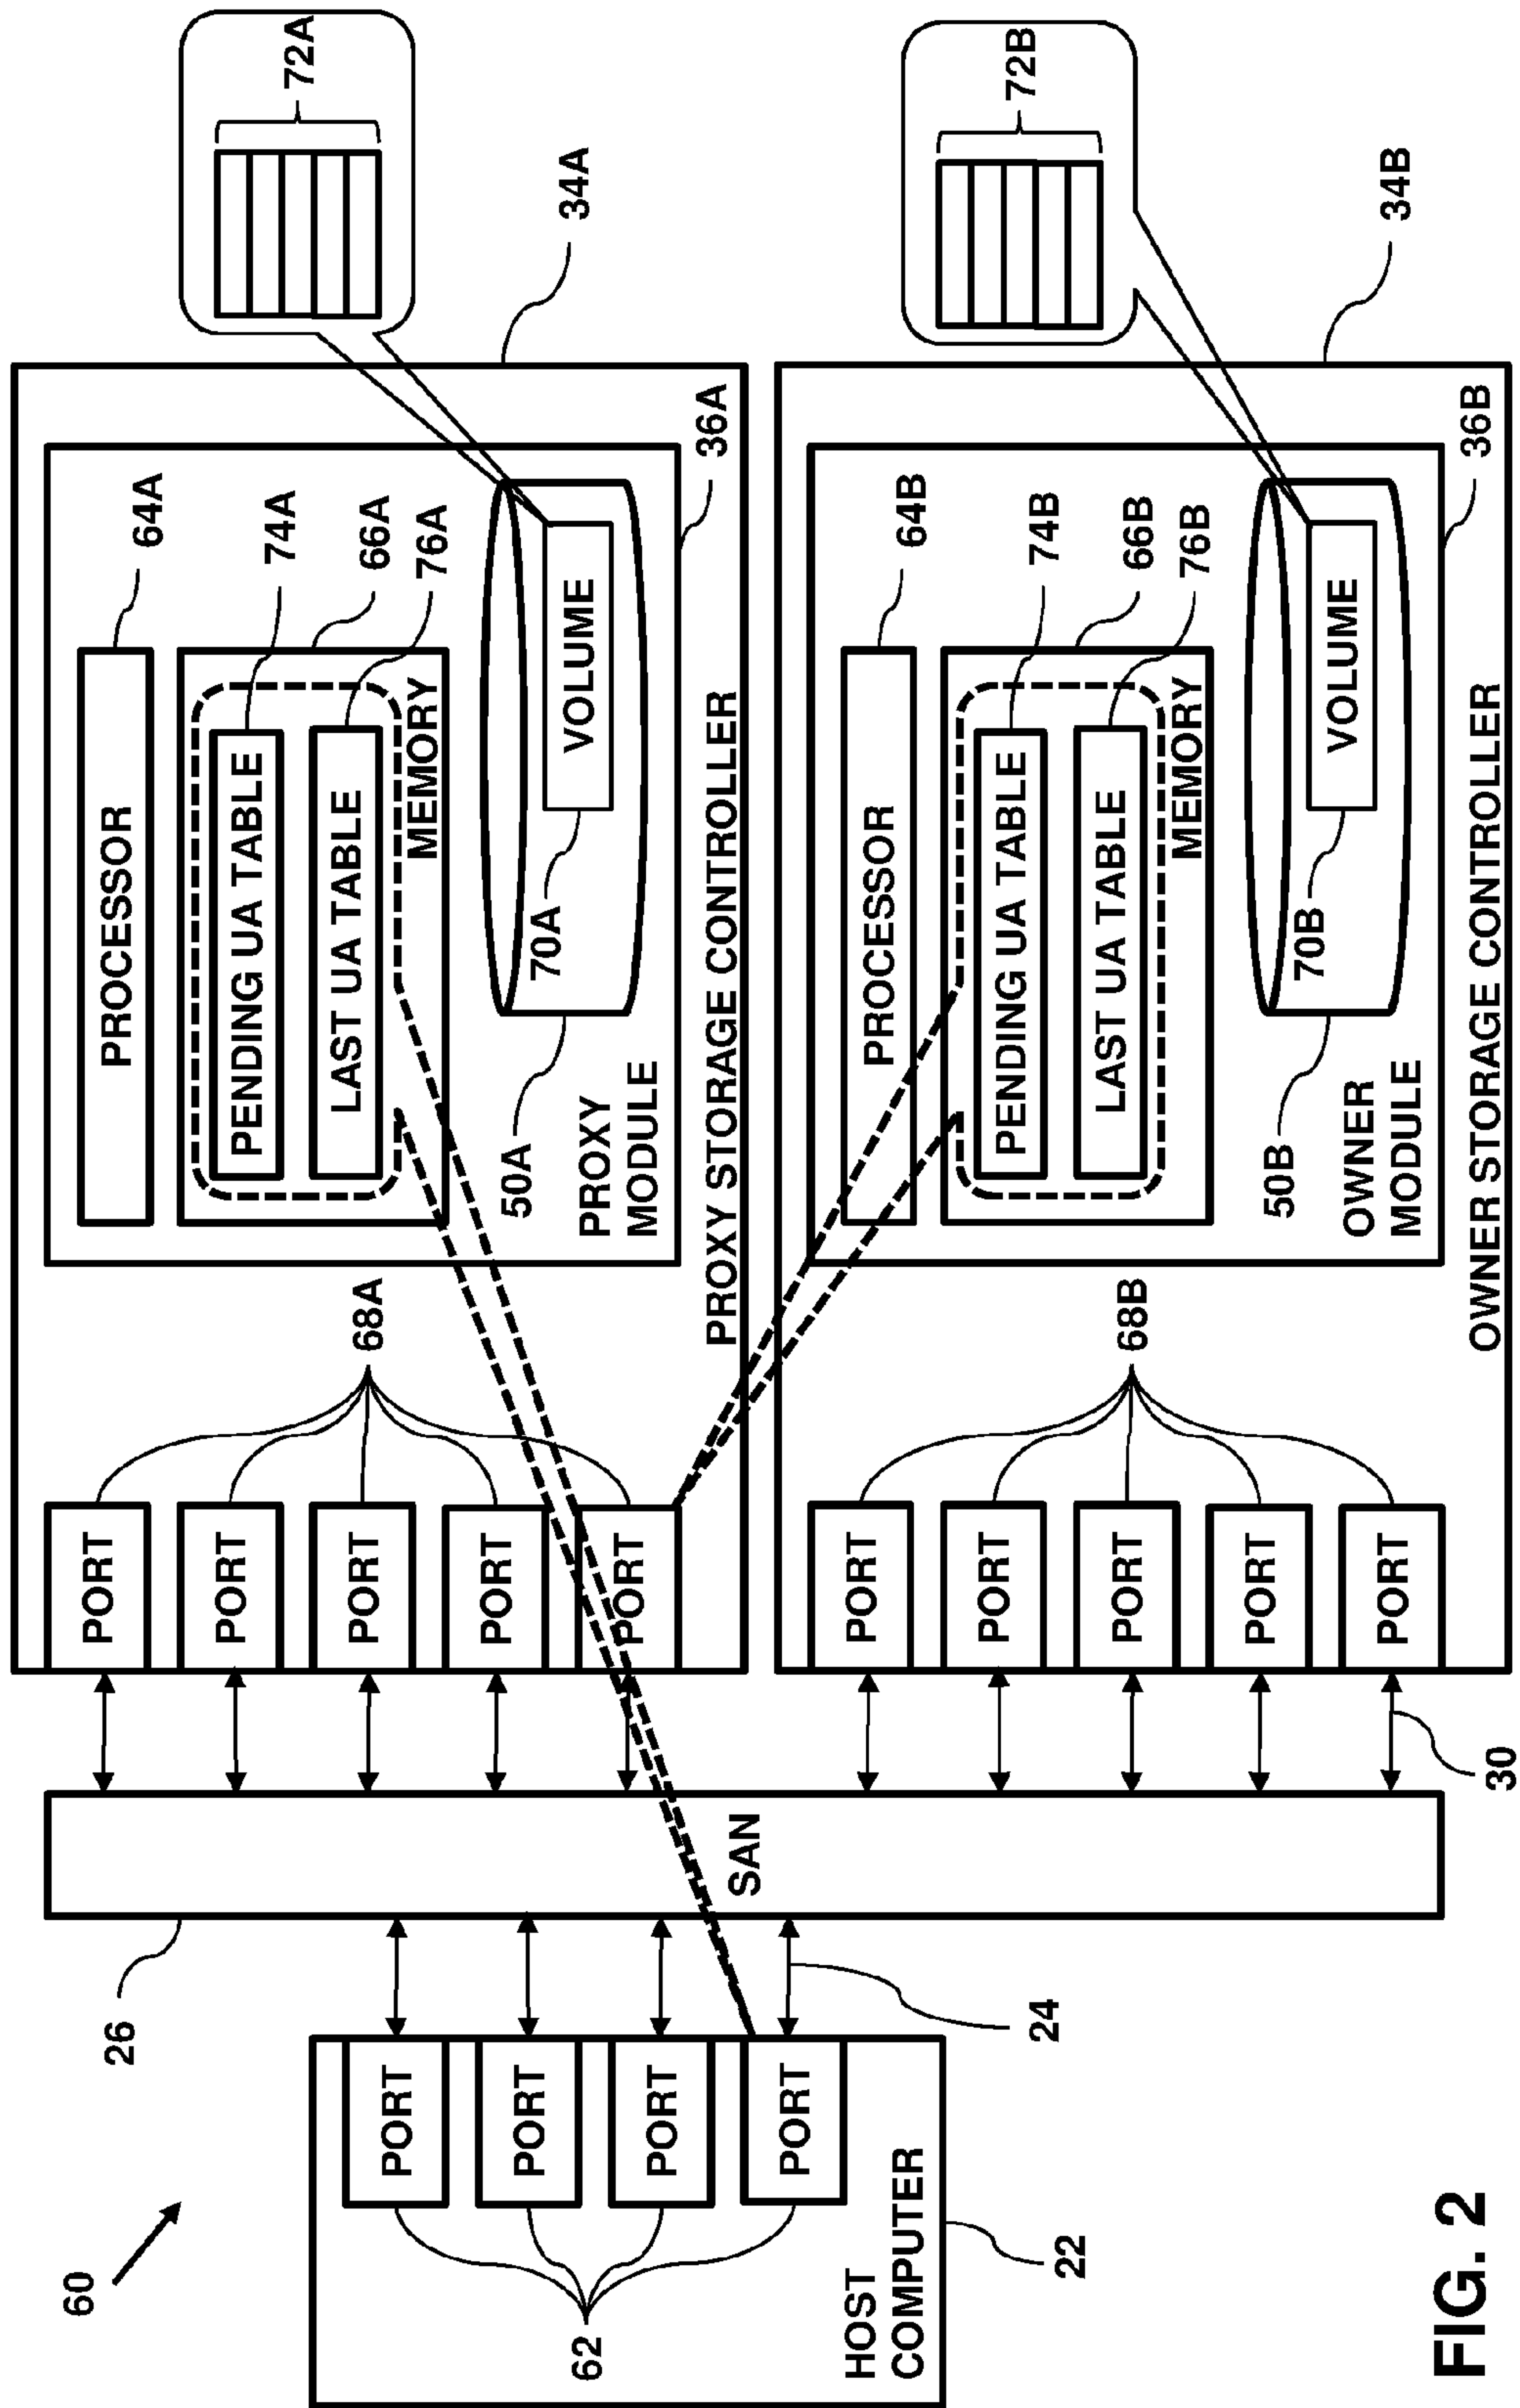 60
HOST
COMPUTER
22
62
PORT
PORT
PORT
PORT
24
26
SAN
30
PORT
PORT
PORT
PORT
PORT
68A
PROXY STORAGE CONTROLLER
34A
PROXY
MODULE
36A
PROCESSOR
64A
PENDING UA TABLE
74A
LAST UA TABLE
76A
MEMORY
66A
50A
VOLUME
70A
72A
PORT
PORT
PORT
PORT
PORT
68B
OWNER STORAGE CONTROLLER
34B
OWNER
MODULE
36B
PROCESSOR
64B
PENDING UA TABLE
74B
LAST UA TABLE
76B
MEMORY
66B
50B
VOLUME
70B
72B
FIG. 2